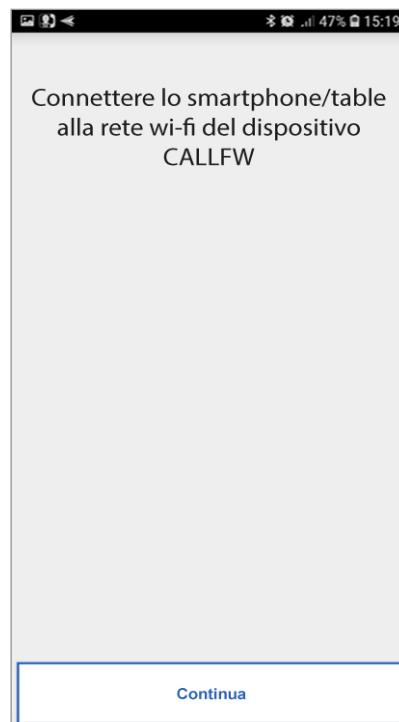 47% 15:19
Connettere lo smartphone/table
alla rete wi-fi del dispositivo
CALLFW
Continua